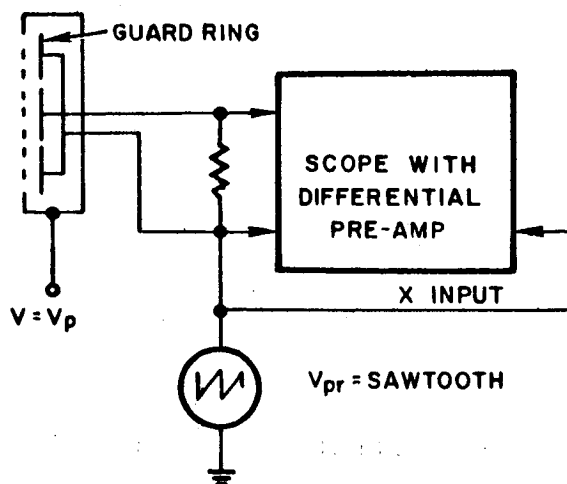 GUARD RING
SCOPE WITH
DIFFERENTIAL
PRE-AMP
X INPUT
V = Vp
Vpr = SAWTOOTH